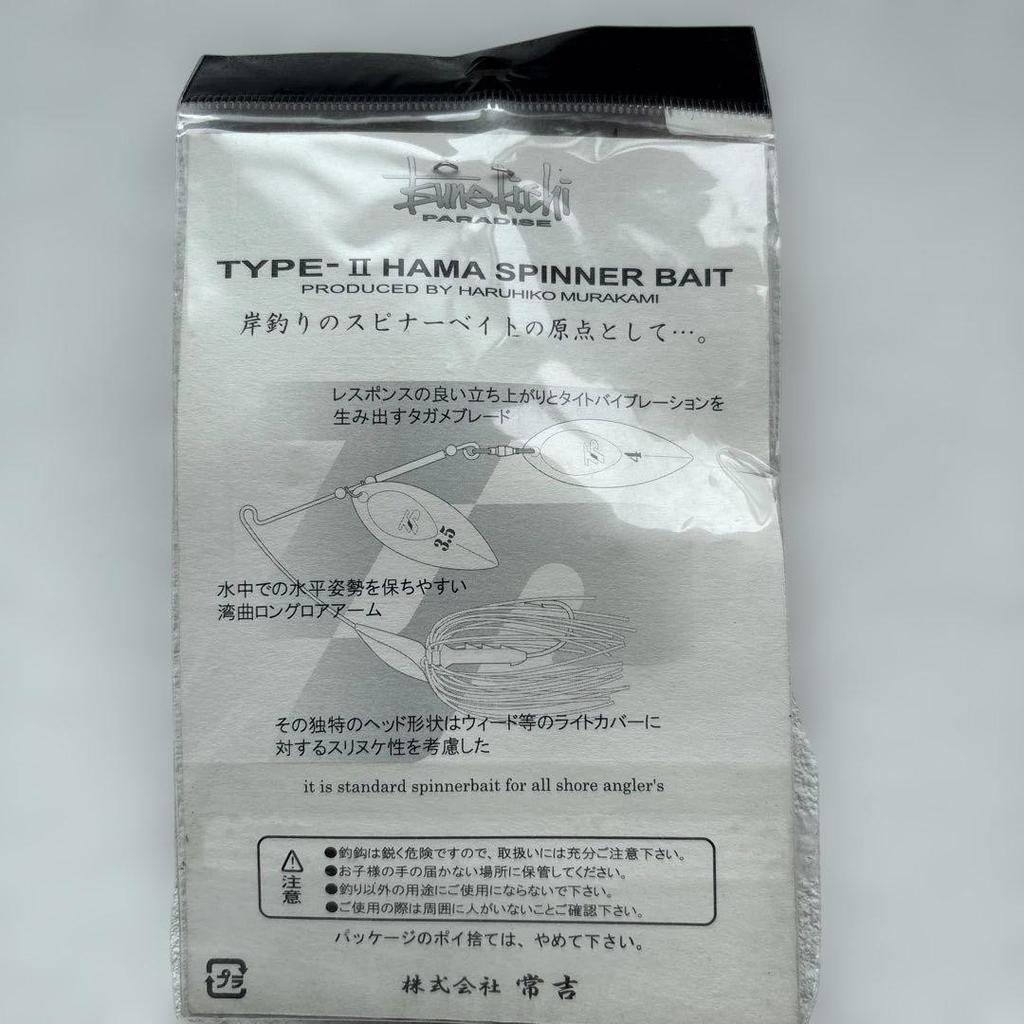 Tsunekichi
PARADISE
TYPE-Ⅱ HAMA SPINNER BAIT
PRODUCED BY HARUHIKO MURAKAMI
岸釣りのスピナーベイトの原点として…。
レスポンスの良い立ち上がりとタイトバイブレーションを
生み出すタガメブレード
4
3.5
水中での水平姿勢を保ちやすい
湾曲ロングロアアーム
その独特のヘッド形状はウィード等のライトカバーに
対するスリヌケ性を考慮した
it is standard spinnerbait for all shore angler's
注意
●釣鈎は鋭く危険ですので、取扱いには充分ご注意下さい。
●お子様の手の届かない場所に保管してください。
●釣り以外の用途にご使用にならないで下さい。
●ご使用の際は周囲に人がいないことご確認下さい。
パッケージのポイ捨ては、やめて下さい。
プラ
株式会社 常吉